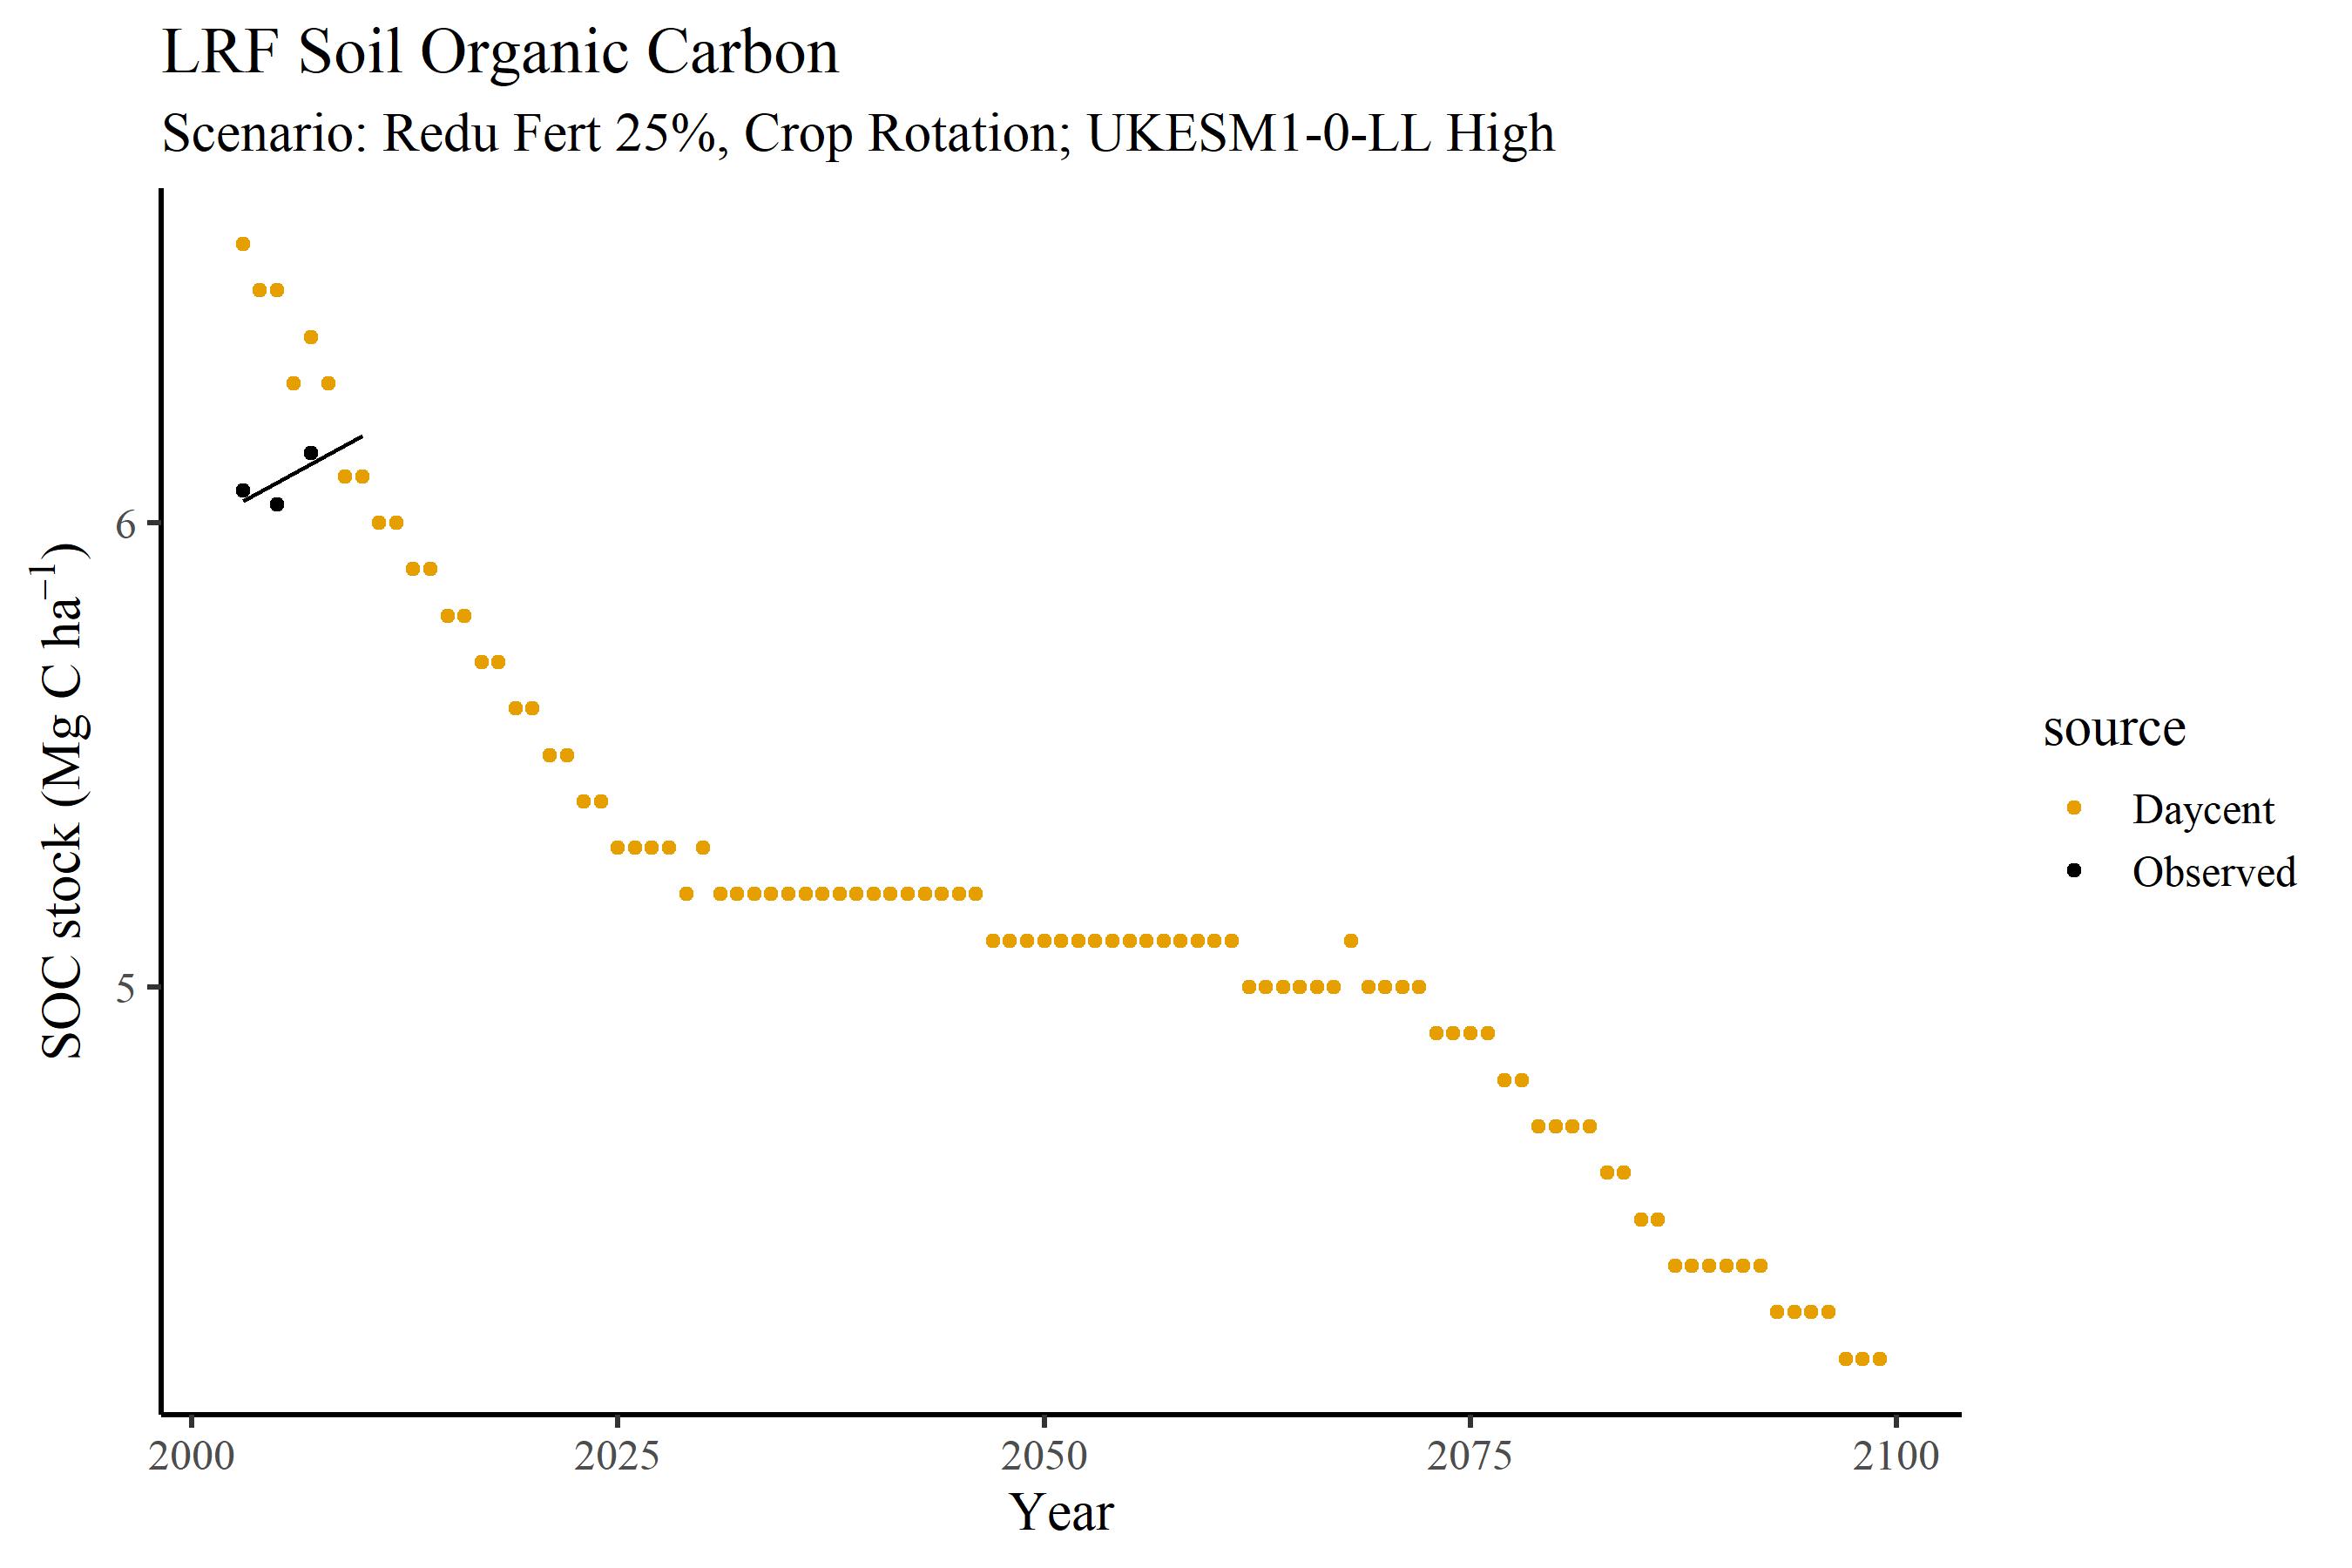 LRF Soil Organic Carbon
Scenario: Redu Fert 25%, Crop Rotation; UKESM1-0-LL High
SOC stock (Mg C ha⁻¹)
6
5
2000
2025
2050
2075
2100
Year
source
Daycent
Observed